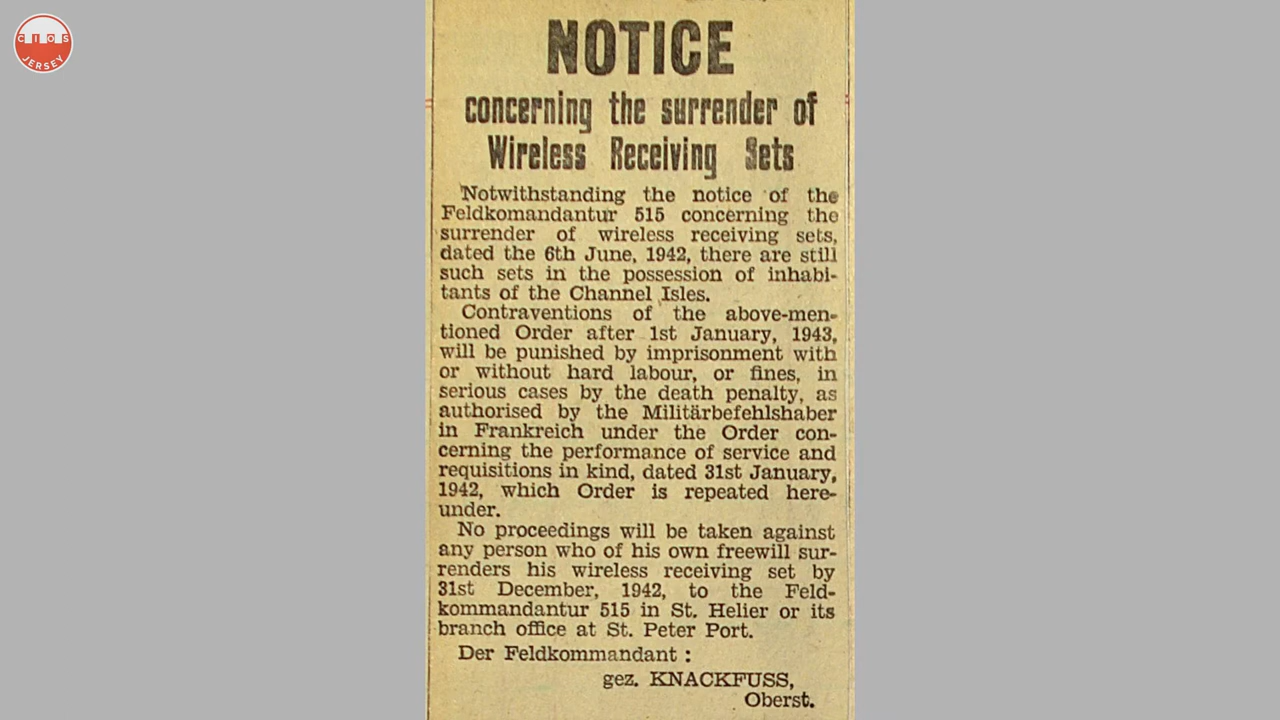 CIOS
JERSEY
NOTICE
concerning the surrender of
Wireless Receiving Sets
Notwithstanding the notice of the
Feldkomandantur 515 concerning the
surrender of wireless receiving sets,
dated the 6th June, 1942, there are still
such sets in the possession of inhabi-
tants of the Channel Isles.
Contraventions of the above-men-
tioned Order after 1st January, 1943,
will be punished by imprisonment with
or without hard labour, or fines, in
serious cases by the death penalty, as
authorised by the Militärbefehlshaber
in Frankreich under the Order con-
cerning the performance of service and
requisitions in kind, dated 31st January,
1942, which Order is repeated here-
under.
No proceedings will be taken against
any person who of his own freewill sur-
renders his wireless receiving set by
31st December, 1942, to the Feld-
kommandantur 515 in St. Helier or its
branch office at St. Peter Port.
Der Feldkommandant :
gez. KNACKFUSS,
Oberst.